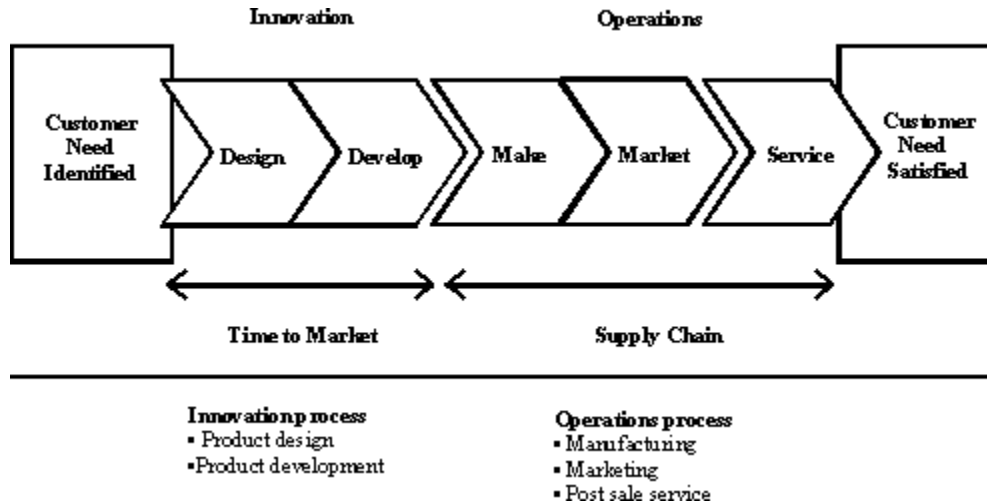 Innovation
Operations
Customer
Need
Identified
Design
Develop
Make
Market
Service
Customer
Need
Satisfied
Time to Market
Supply Chain
Innovation process
▪ Product design
▪Product development
Operations process
▪ Manufacturing
▪ Marketing
▪ Post sale service